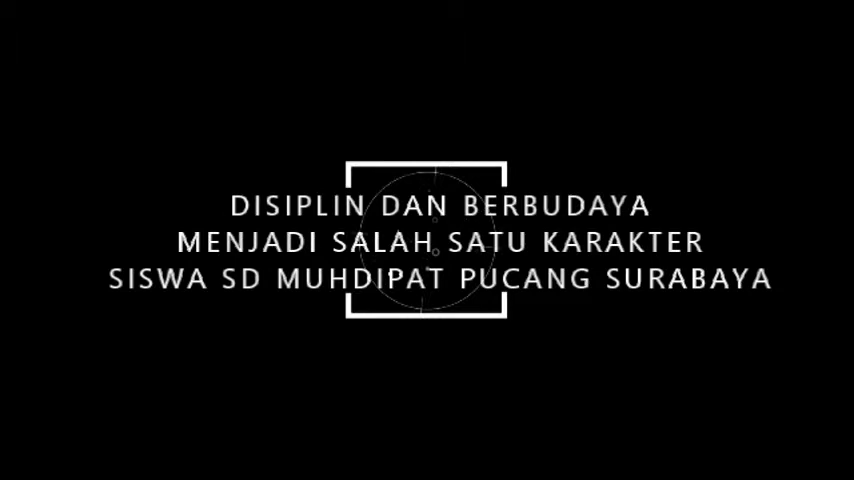 DISIPLIN DAN BERBUDAYA
MENJADI SALAH SATU KARAKTER
SISWA SD MUHDIPAT PUCANG SURABAYA